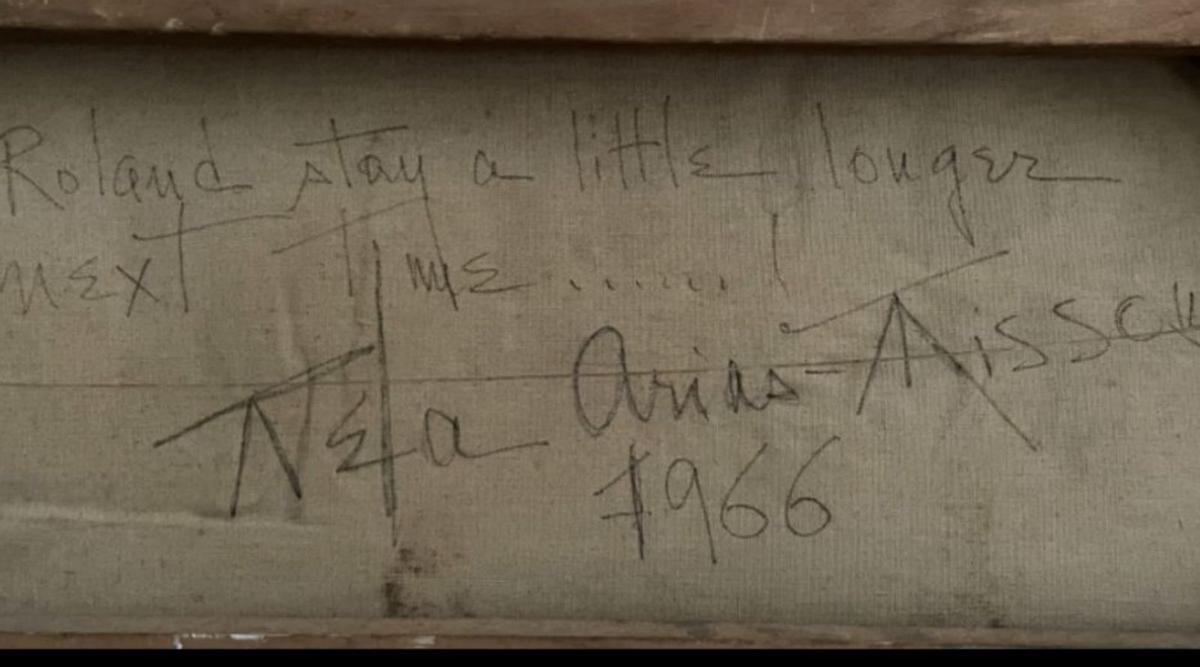 Roland stay a little longer
next time.......!
Nela Arias-Misson
1966